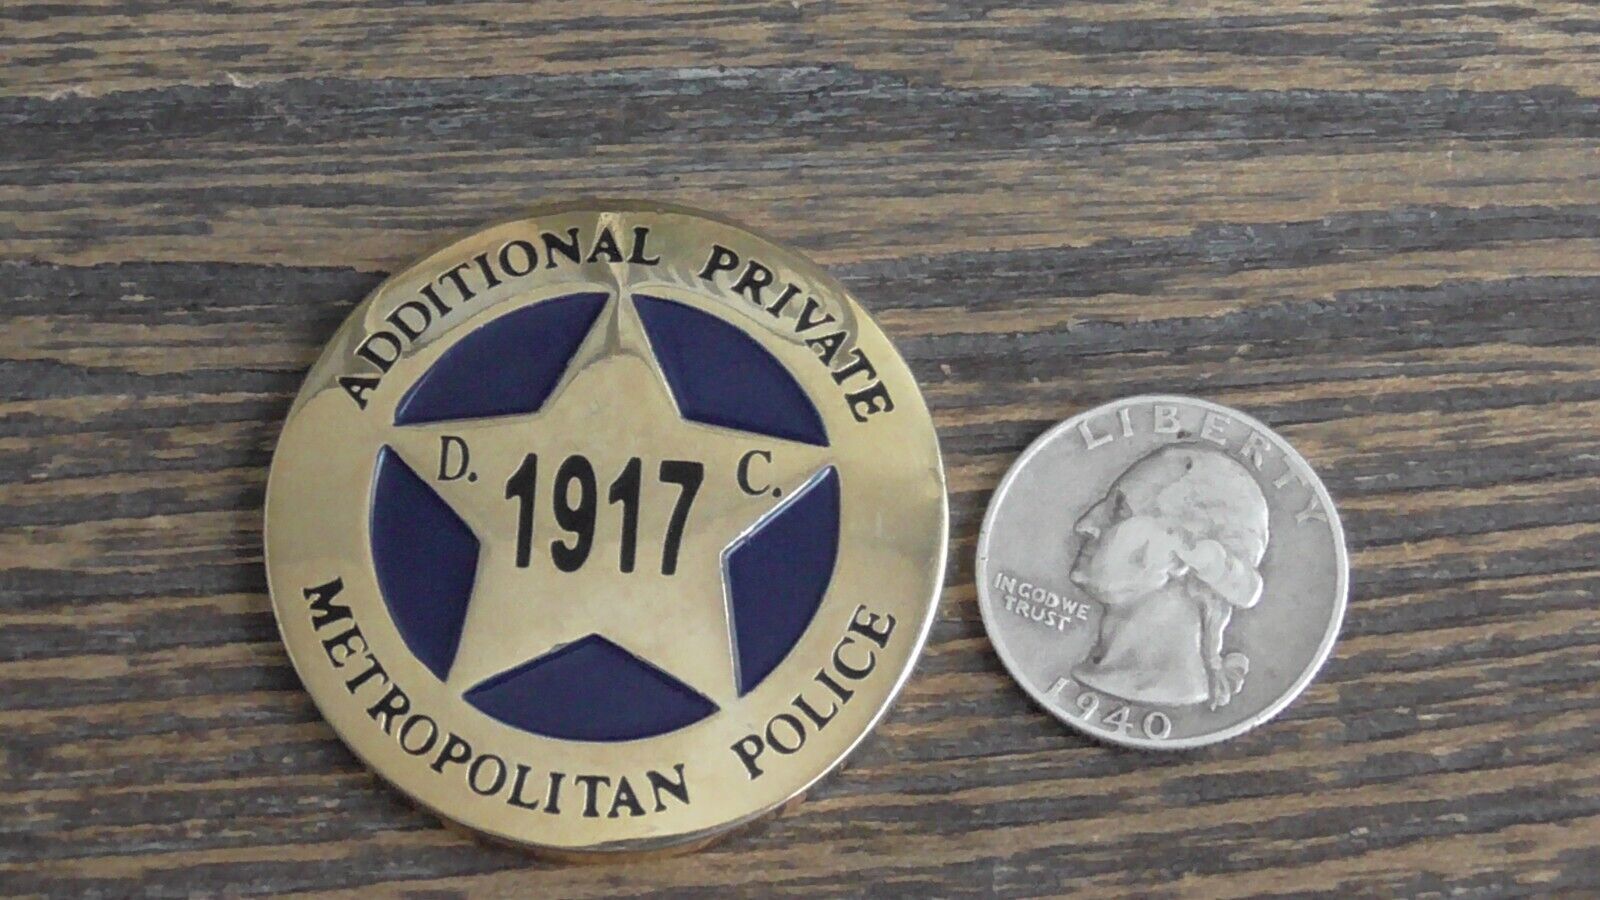 ADDITIONAL PRIVATE
D. 1917 C.
METROPOLITAN POLICE
LIBERTY
IN GOD WE
TRUST
1940